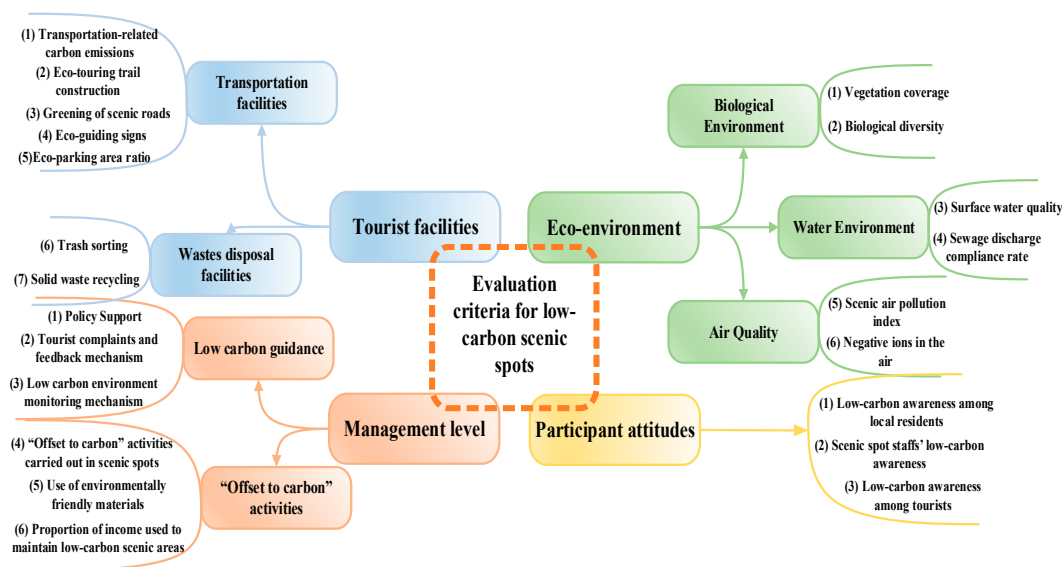 (1) Transportation-related
carbon emissions
(2) Eco-touring trail
construction
(3) Greening of scenic roads
(4) Eco-guiding signs
(5)Eco-parking area ratio
Transportation
facilities
(6) Trash sorting
(7) Solid waste recycling
Wastes disposal
facilities
Tourist facilities
(1) Policy Support
(2) Tourist complaints and
feedback mechanism
(3) Low carbon environment
monitoring mechanism
Low carbon guidance
(4) “Offset to carbon” activities
carried out in scenic spots
(5) Use of environmentally
friendly materials
(6) Proportion of income used to
maintain low-carbon scenic areas
“Offset to carbon”
activities
Management level
Evaluation
criteria for low-
carbon scenic
spots
Eco-environment
Biological
Environment
(1) Vegetation coverage
(2) Biological diversity
Water Environment
(3) Surface water quality
(4) Sewage discharge
compliance rate
Air Quality
(5) Scenic air pollution
index
(6) Negative ions in the
air
Participant attitudes
(1) Low-carbon awareness among
local residents
(2) Scenic spot staffs’ low-carbon
awareness
(3) Low-carbon awareness
among tourists